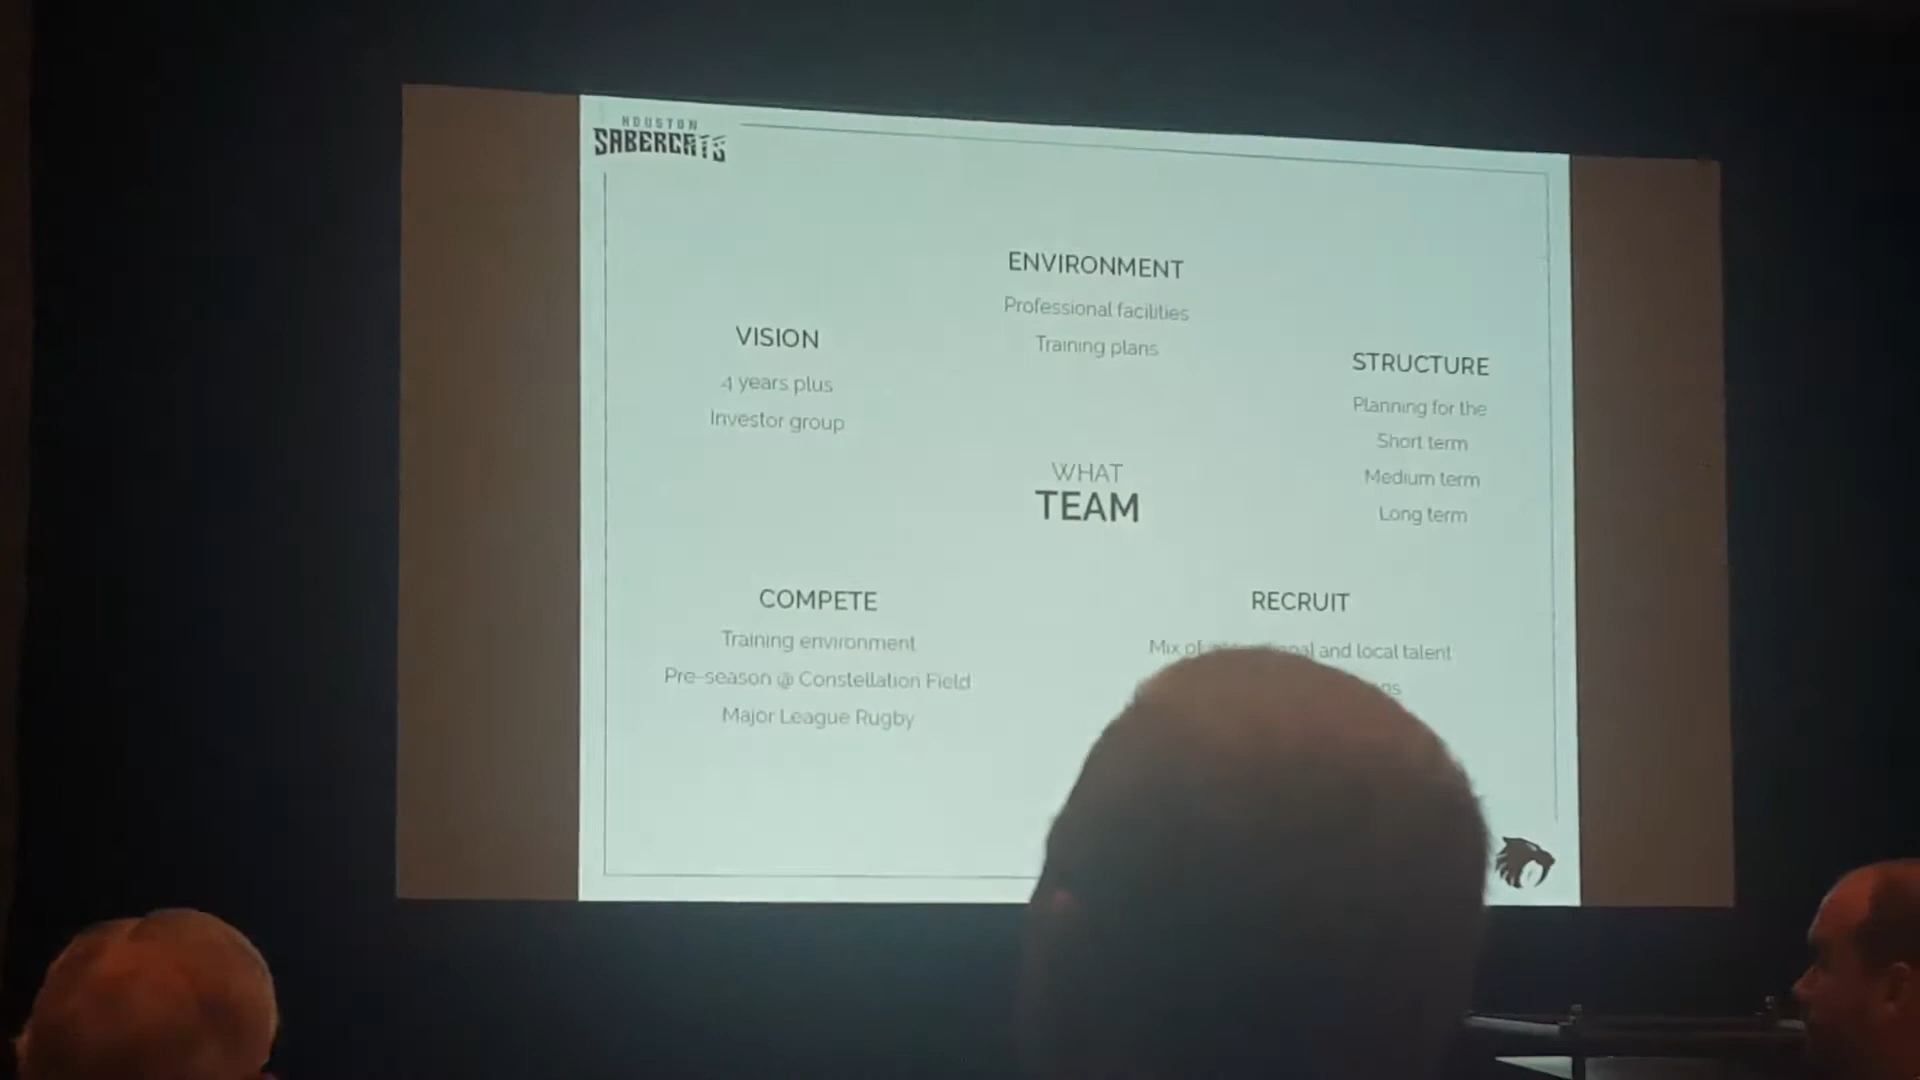 HOUSTON
SABERCATS
ENVIRONMENT
Professional facilities
Training plans
VISION
4 years plus
Investor group
STRUCTURE
Planning for the
Short term
Medium term
Long term
WHAT
TEAM
COMPETE
Training environment
Pre-season @ Constellation Field
Major League Rugby
RECRUIT
Mix of and local talent